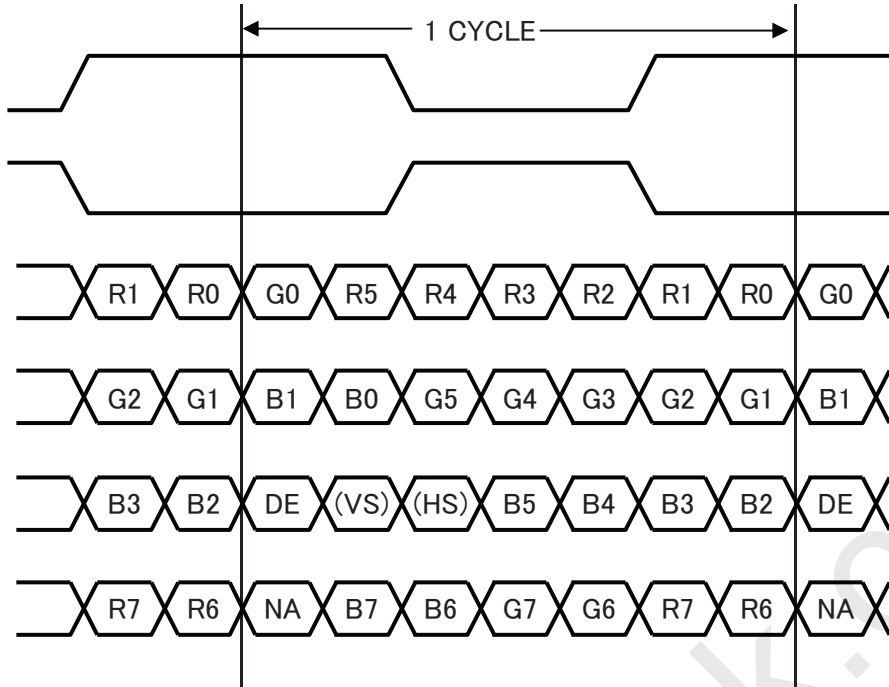 1 CYCLE
R1 R0 G0 R5 R4 R3 R2 R1 R0 G0
G2 G1 B1 B0 G5 G4 G3 G2 G1 B1
B3 B2 DE (VS) (HS) B5 B4 B3 B2 DE
R7 R6 NA B7 B6 G7 G6 R7 R6 NA